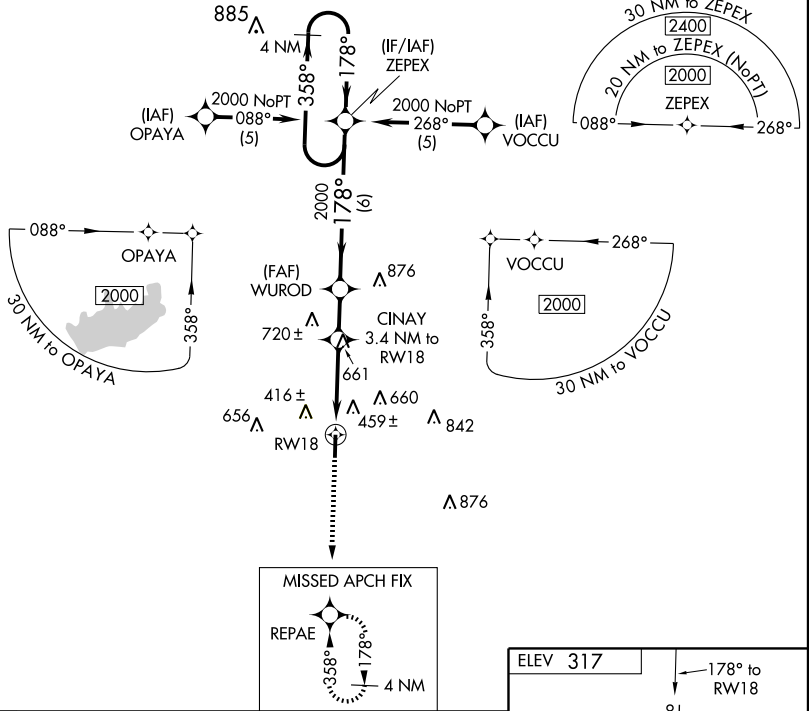 885
4 NM
358°
178°
(IF/IAF)
ZEPEX
(IAF)
OPAYA
2000 NoPT
088°
(5)
2000 NoPT
268°
(5)
(IAF)
VOCCU
30 NM to ZEPEX
2400
20 NM to ZEPEX (NoPT)
2000
ZEPEX
088°
268°
2000
178°
(6)
088°
OPAYA
2000
358°
30 NM to OPAYA
268°
VOCCU
2000
358°
30 NM to VOCCU
(FAF)
WUROD
876
720 ±
CINAY
3.4 NM to
RW18
661
416 ±
660
656
459 ±
842
RW18
876
MISSED APCH FIX
REPAE
358°
178°
4 NM
ELEV 317
178° to
RW18